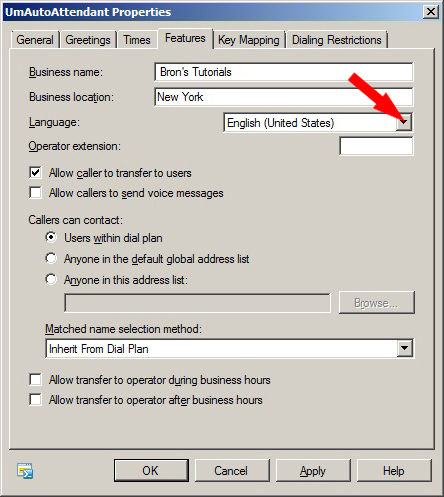 UmAutoAttendant Properties
General Greetings Times Features Key Mapping Dialing Restrictions
Business name: Bron's Tutorials
Business location: New York
Language: English (United States)
Operator extension:
Allow caller to transfer to users
Allow callers to send voice messages
Callers can contact:
Users within dial plan
Anyone in the default global address list
Anyone in this address list:
Browse...
Matched name selection method:
Inherit From Dial Plan
Allow transfer to operator during business hours
Allow transfer to operator after business hours
OK Cancel Apply Help